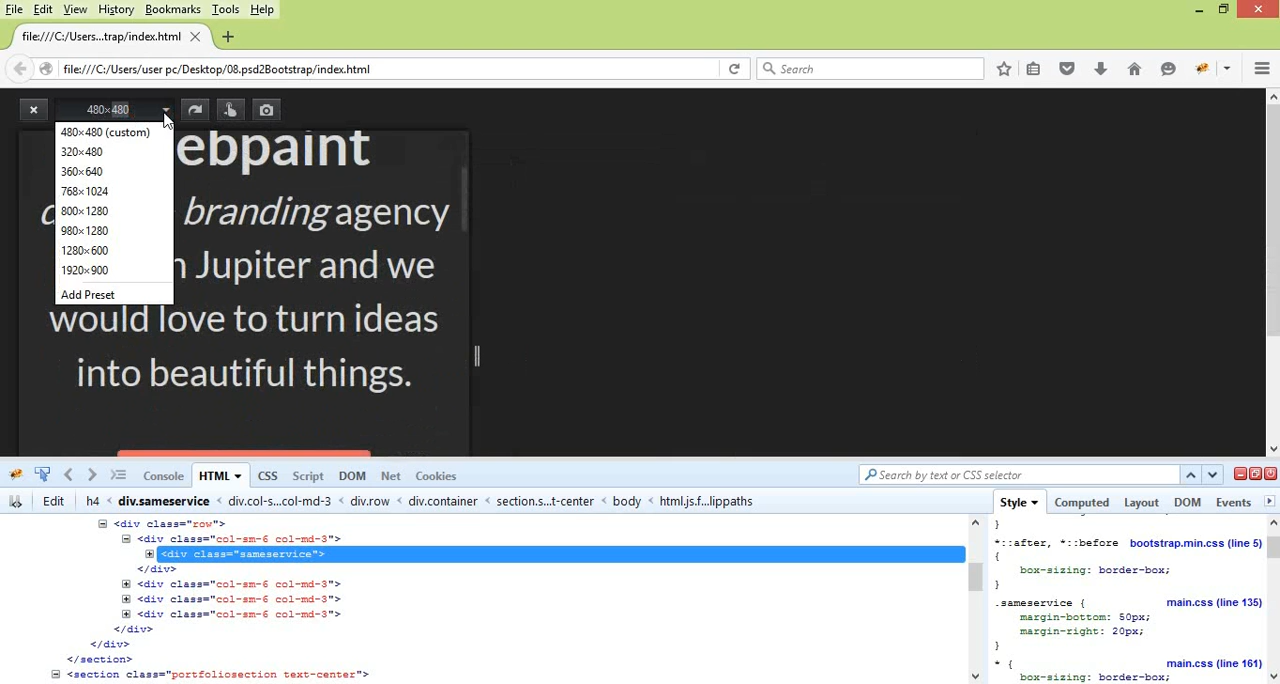 File Edit View History Bookmarks Tools Help
file:///C:/Users...trap/index.html
file:///C:/Users/user pc/Desktop/08.psd2Bootstrap/index.html
Search
480×480
480×480 (custom)
320×480
360×640
768×1024
800×1280
980×1280
1280×600
1920×900
Add Preset
ebpaint
branding agency
n Jupiter and we
would love to turn ideas
into beautiful things.
Console HTML CSS Script DOM Net Cookies
Search by text or CSS selector
Edit h4 < div.sameservice < div.col-s...col-md-3 < div.row < div.container < section.s...t-center < body < html.js.f...lippaths
Style Computed Layout DOM Events
<div class="row">
<div class="col-sm-6 col-md-3">
<div class="sameservice">
</div>
<div class="col-sm-6 col-md-3">
<div class="col-sm-6 col-md-3">
<div class="col-sm-6 col-md-3">
</div>
</div>
</section>
<section class="portfoliosection text-center">
}
*::after, *::before bootstrap.min.css (line 5)
{
box-sizing: border-box;
}
.sameservice { main.css (line 135)
margin-bottom: 50px;
margin-right: 20px;
}
* { main.css (line 161)
box-sizing: border-box;